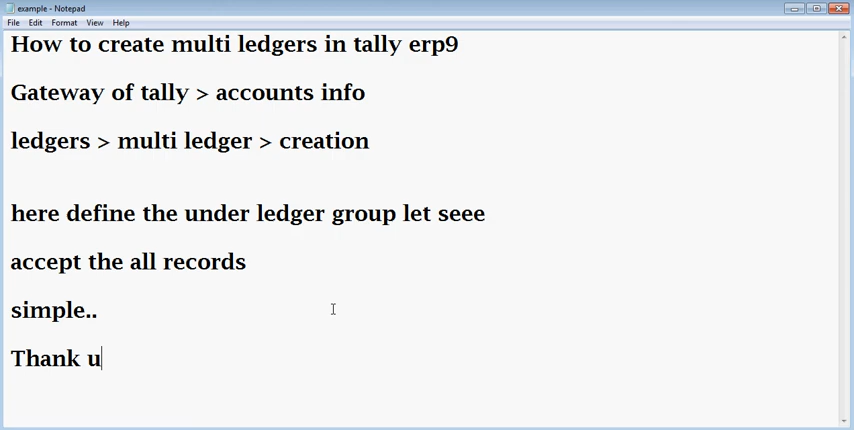 example - Notepad
File Edit Format View Help
How to create multi ledgers in tally erp9
Gateway of tally > accounts info
ledgers > multi ledger > creation
here define the under ledger group let seee
accept the all records
simple..
Thank u